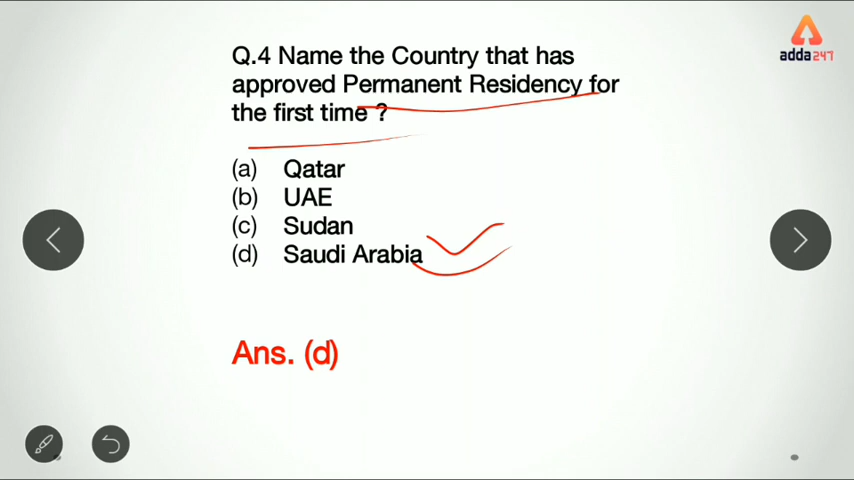 adda247
Q.4 Name the Country that has
approved Permanent Residency for
the first time ?
(a) Qatar
(b) UAE
(c) Sudan
(d) Saudi Arabia
Ans. (d)